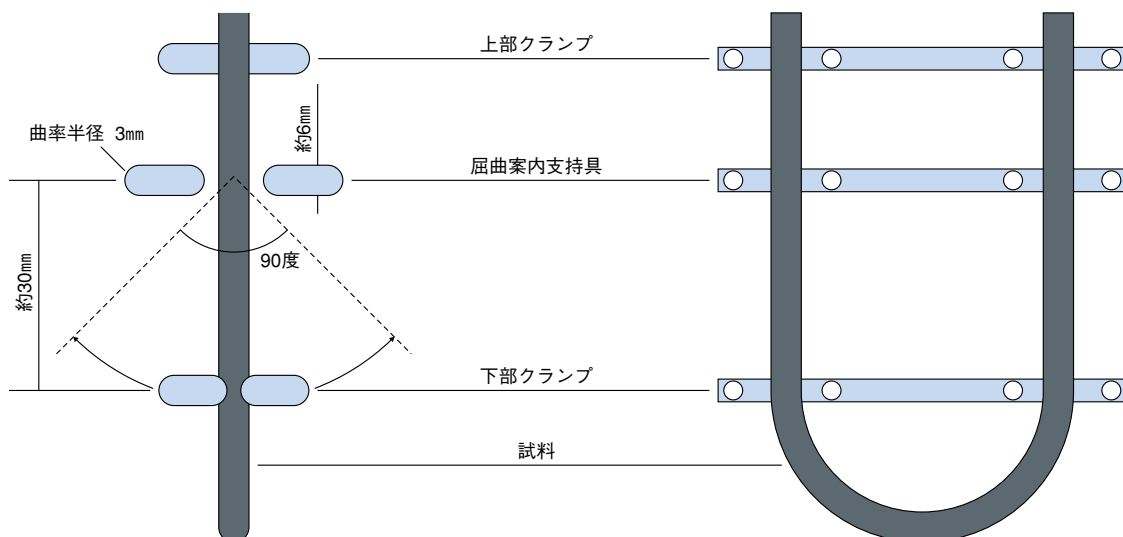 上部クランプ
約6㎜
曲率半径 3㎜
屈曲案内支持具
90度
約30㎜
下部クランプ
試料